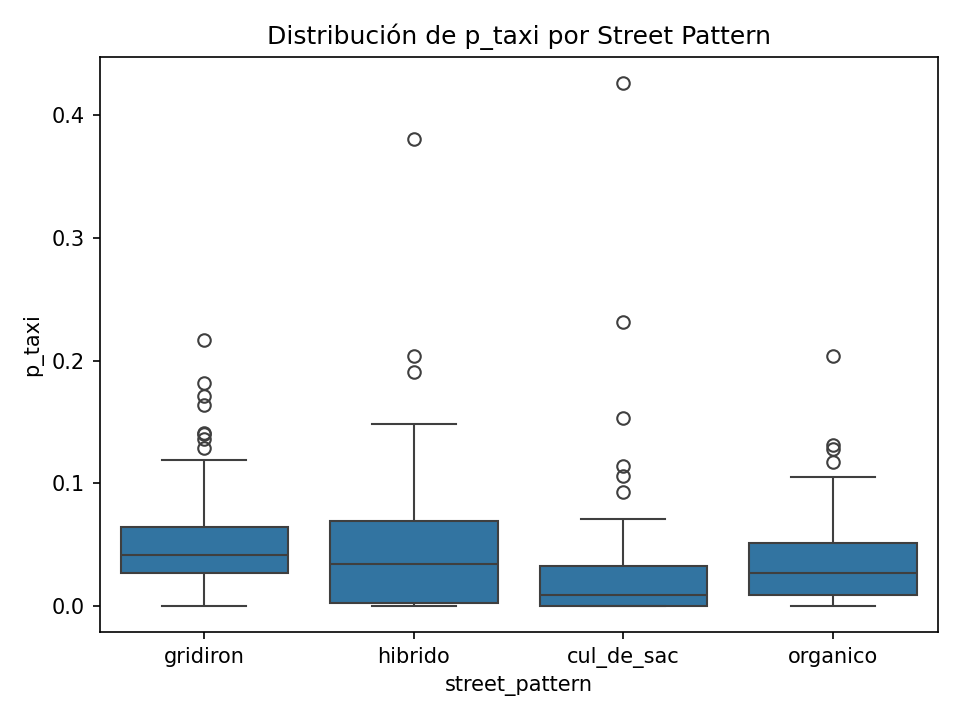 Distribución de p_taxi por Street Pattern
p_taxi
0.4
0.3
0.2
0.1
0.0
gridiron hibrido cul_de_sac organico
street_pattern